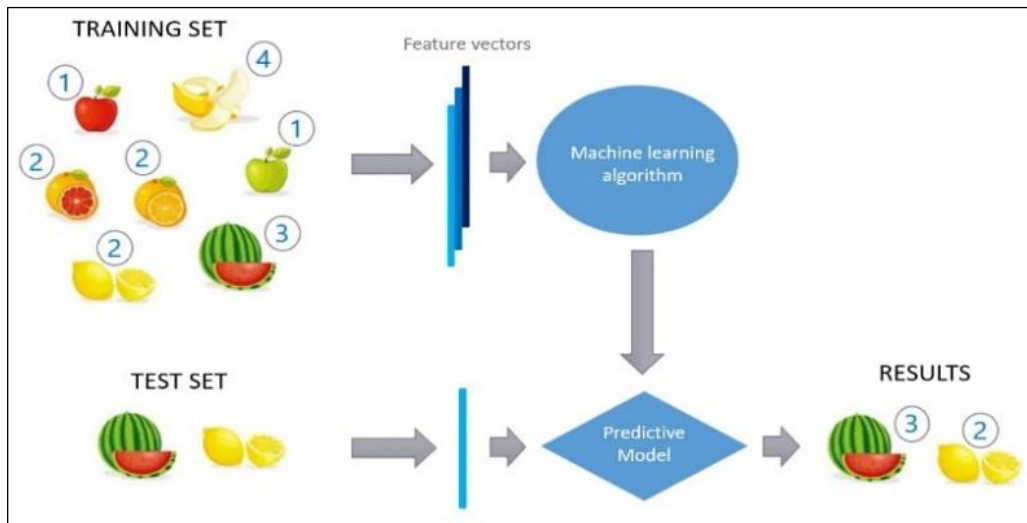 TRAINING SET
Feature vectors
4
1
1
Machine learning
algorithm
2
2
3
2
TEST SET
RESULTS
Predictive
Model
3
2